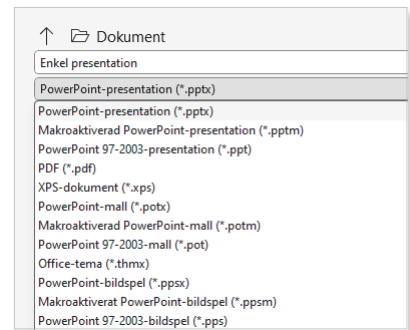 Dokument
Enkel presentation
PowerPoint-presentation (*.pptx)
PowerPoint-presentation (*.pptx)
Makroaktiverad PowerPoint-presentation (*.pptm)
PowerPoint 97-2003-presentation (*.ppt)
PDF (*.pdf)
XPS-dokument (*.xps)
PowerPoint-mall (*.potx)
Makroaktiverad PowerPoint-mall (*.potm)
PowerPoint 97-2003-mall (*.pot)
Office-tema (*.thmx)
PowerPoint-bildspel (*.ppsx)
Makroaktiverat PowerPoint-bildspel (*.ppsm)
PowerPoint 97-2003-bildspel (*.pps)